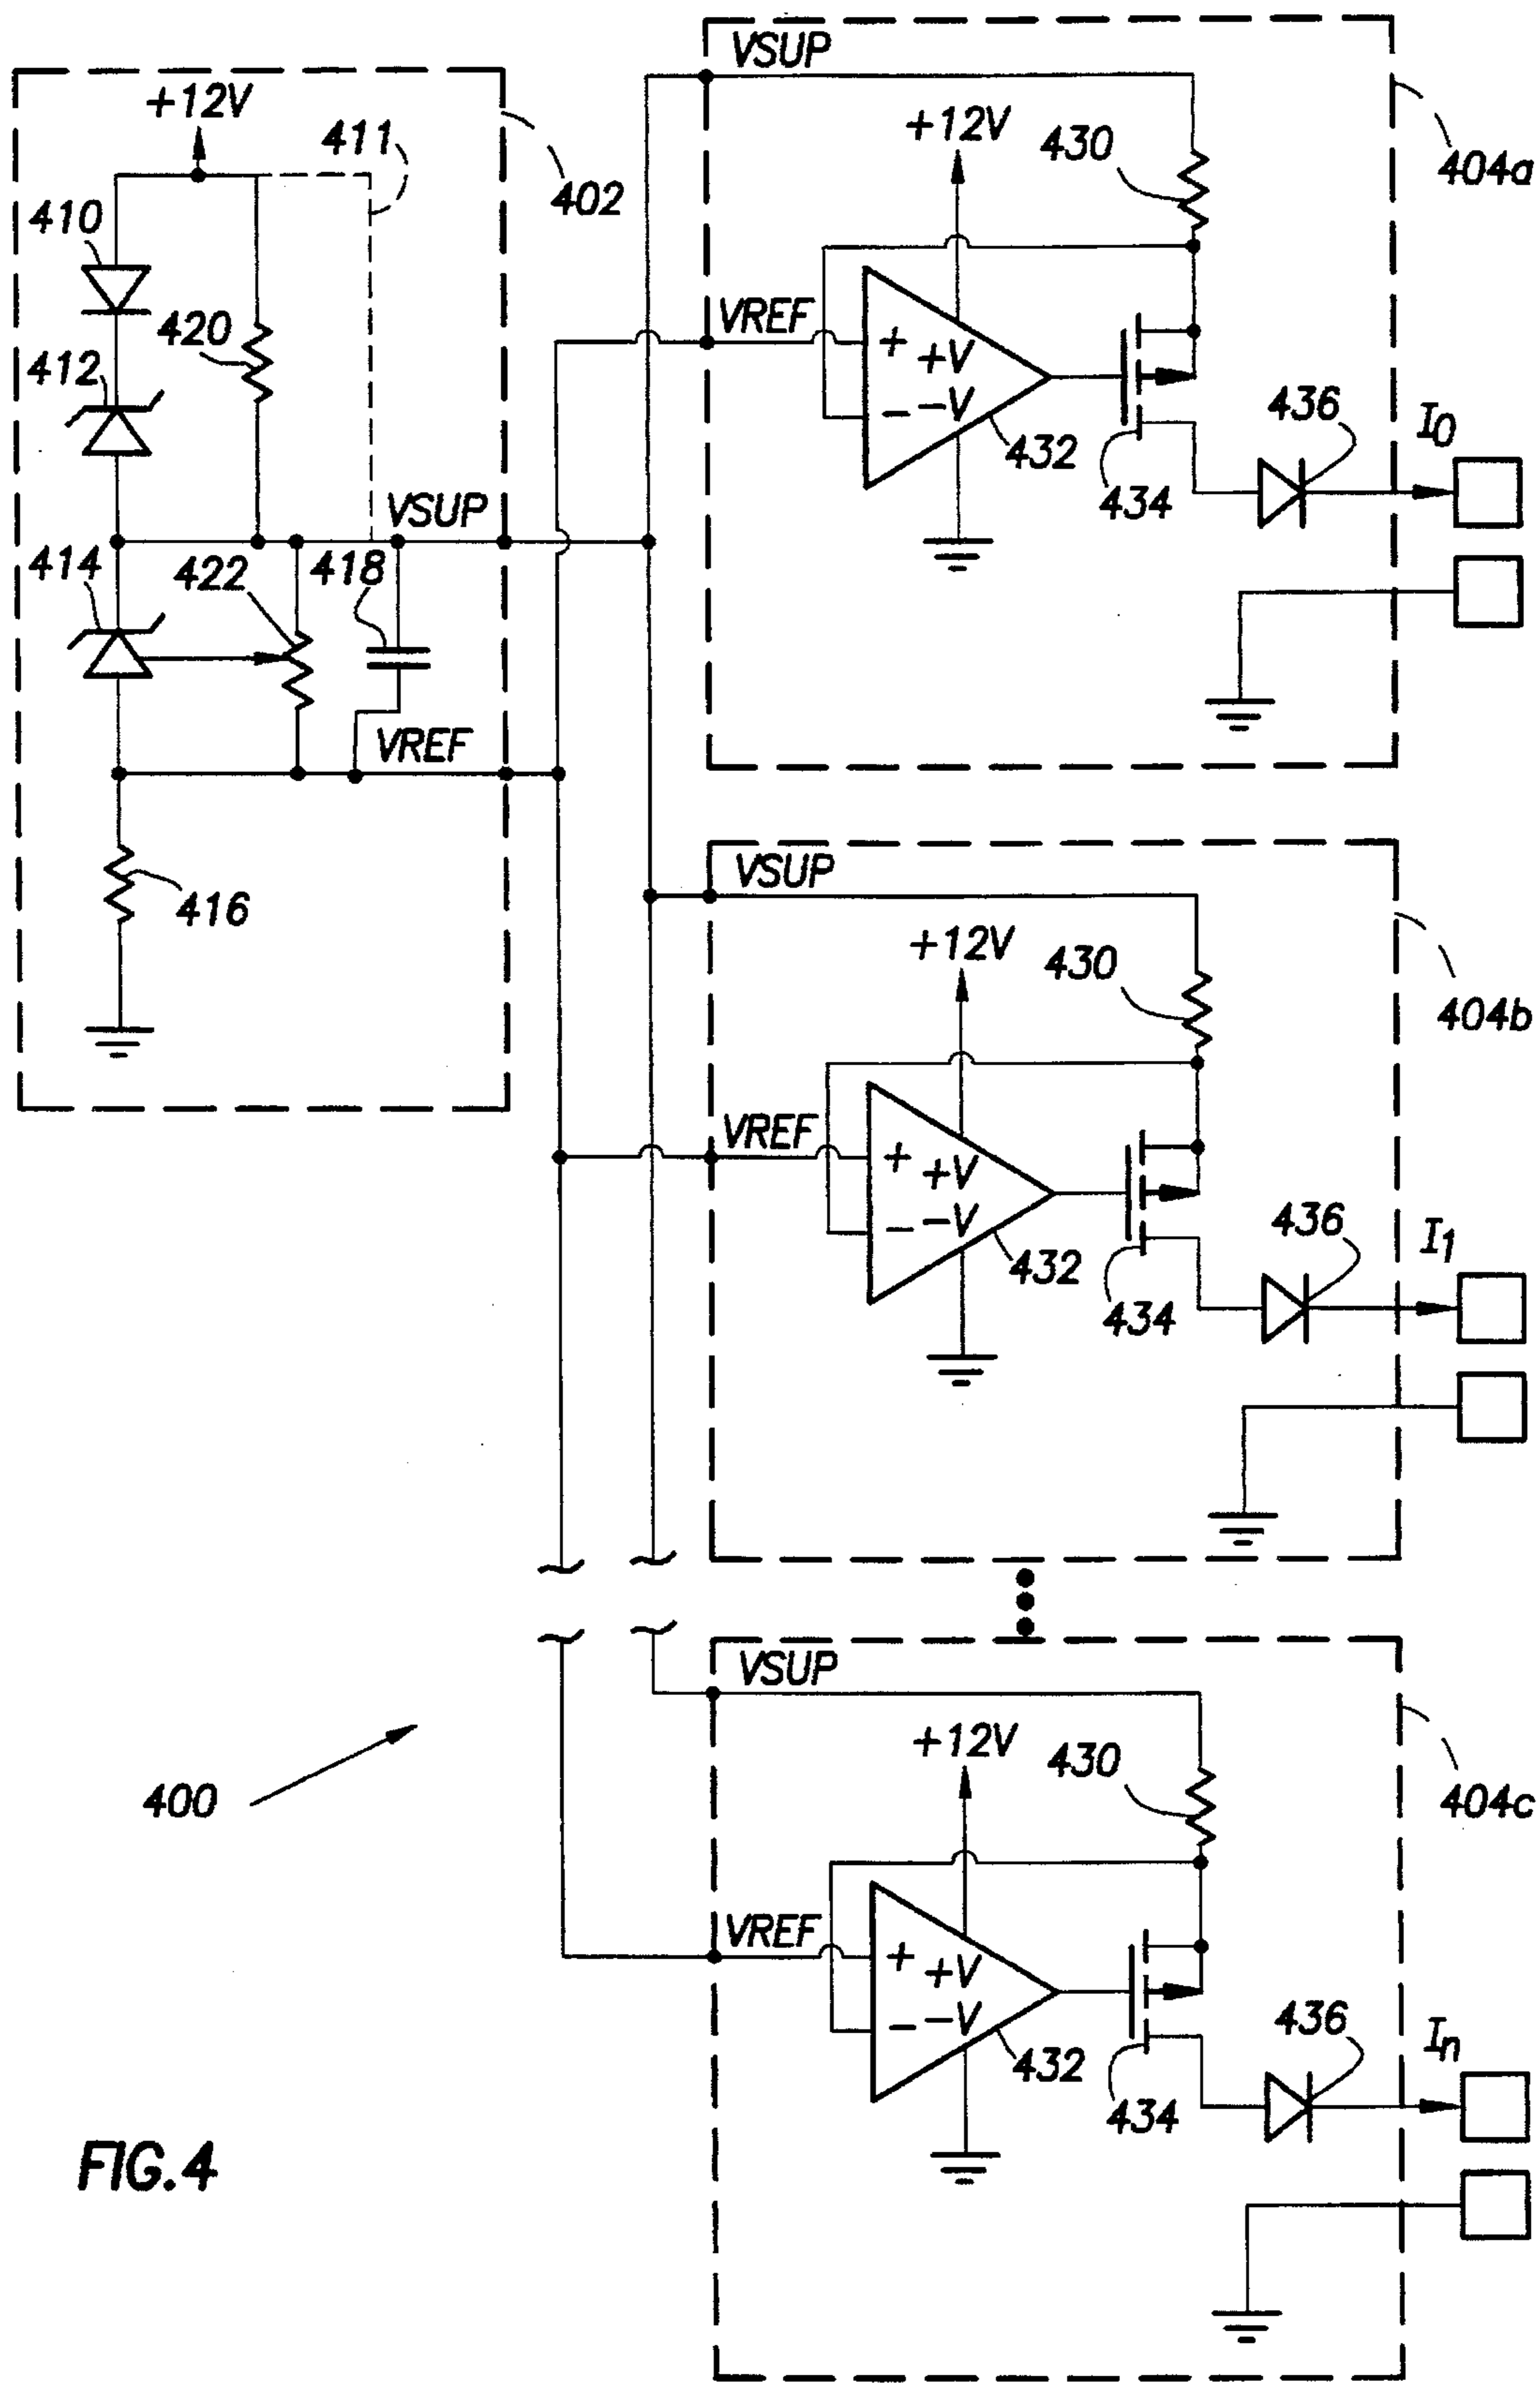 +12V
411
402
410
420
412
VSUP
414
422
418
VREF
416
VSUP
+12V
430
404a
VREF
+
+V
-
-V
432
434
436
I0
VSUP
+12V
430
404b
VREF
+
+V
-
-V
432
434
436
I1
VSUP
+12V
430
404c
VREF
+
+V
-
-V
432
434
436
In
400
FIG.4